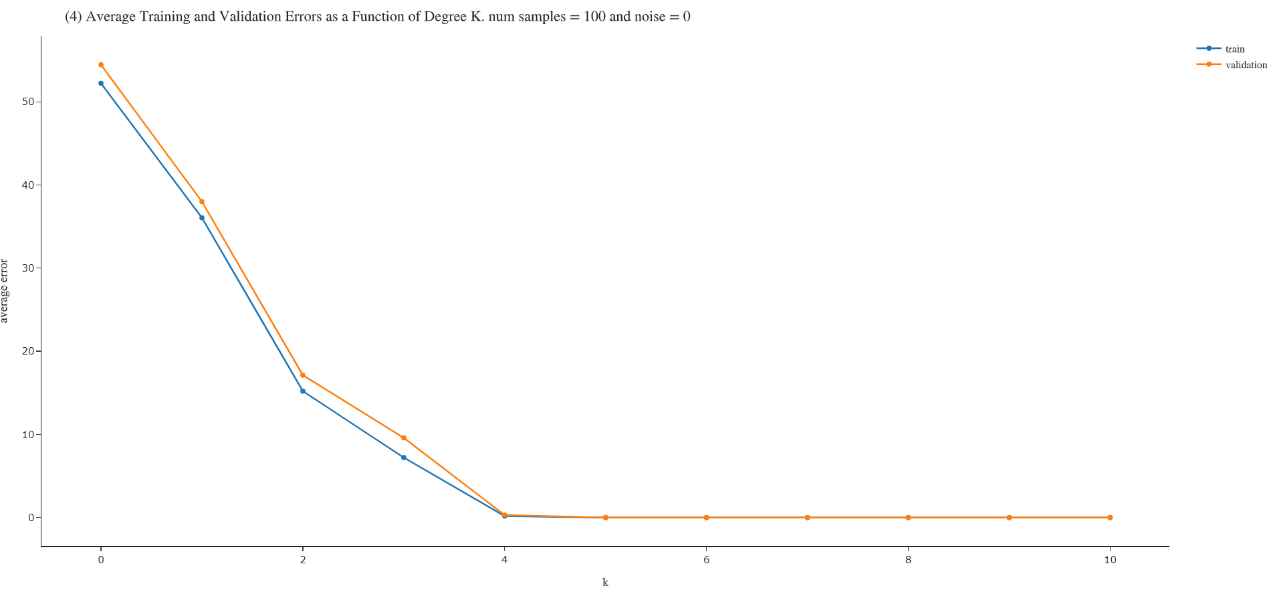 (4) Average Training and Validation Errors as a Function of Degree K. num samples = 100 and noise = 0
train
validation
50
40
30
20
10
0
average error
0 2 4 6 8 10
k